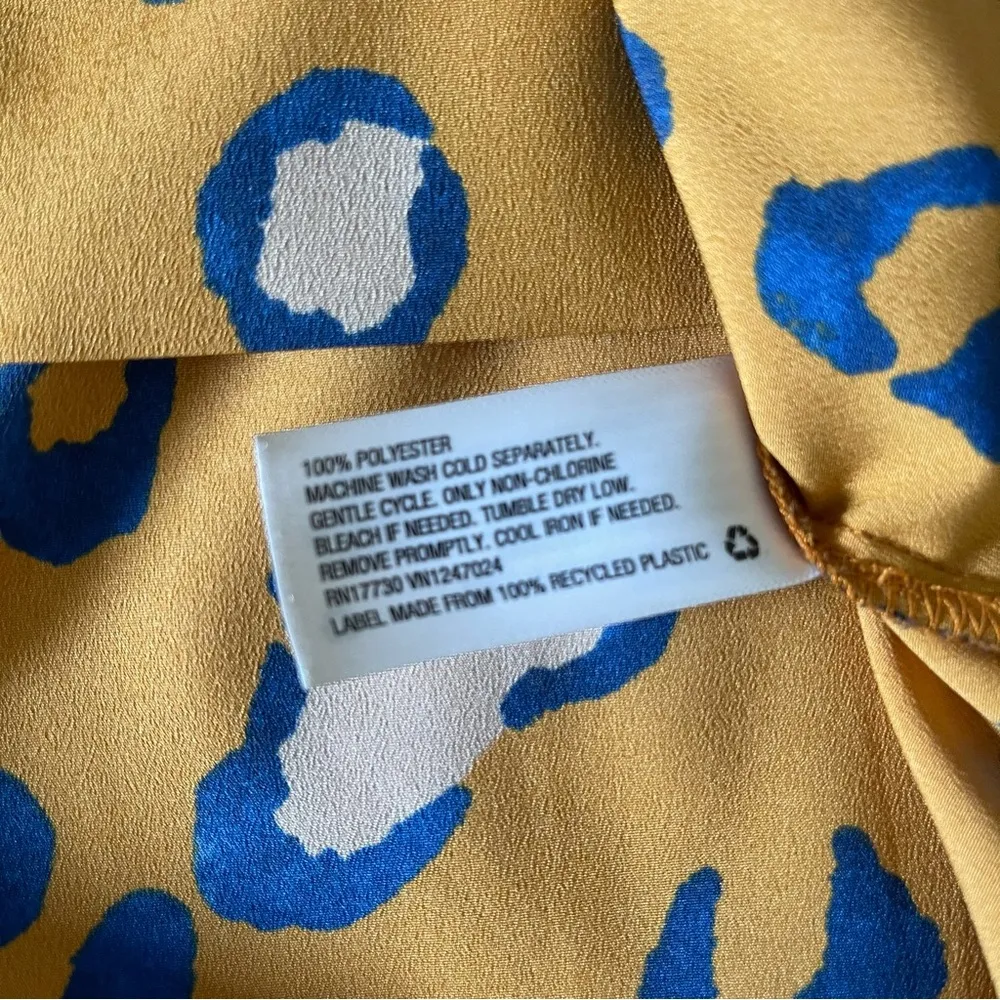 100% POLYESTER
MACHINE WASH COLD SEPARATELY.
GENTLE CYCLE. ONLY NON-CHLORINE
BLEACH IF NEEDED. TUMBLE DRY LOW.
REMOVE PROMPTLY. COOL IRON IF NEEDED.
RN17730 VN1247024
LABEL MADE FROM 100% RECYCLED PLASTIC